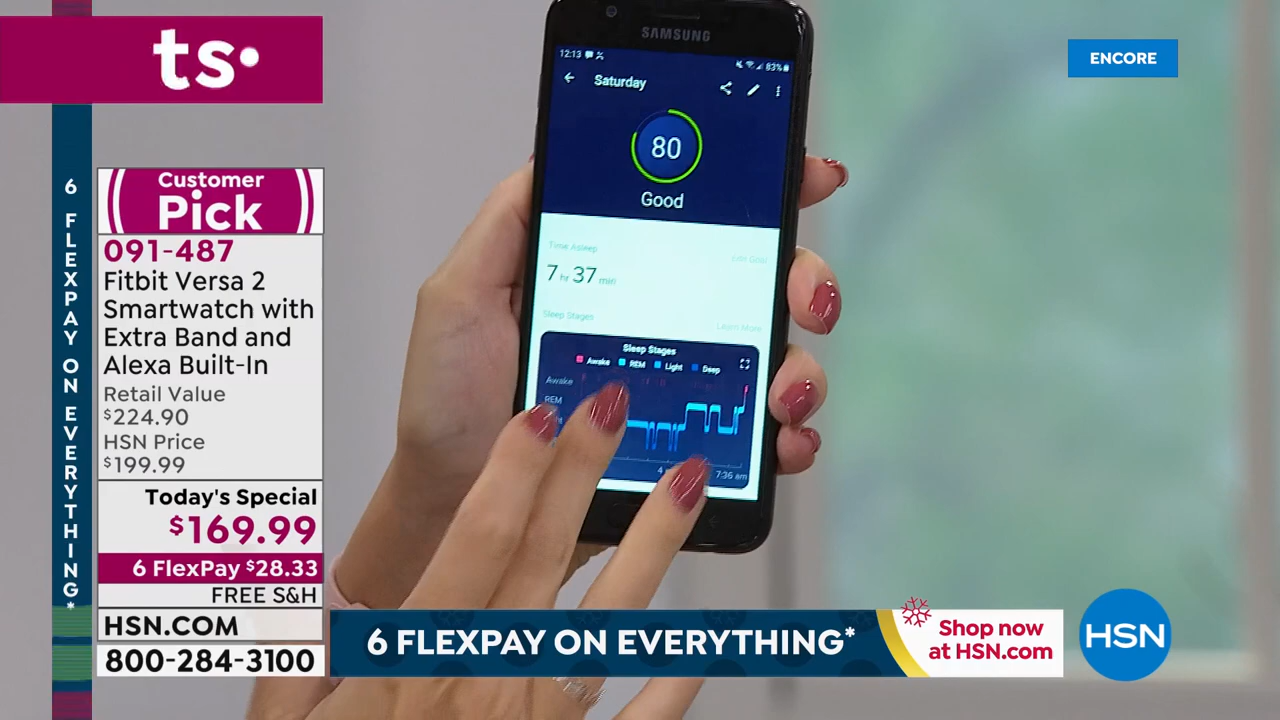 ts.
ENCORE
6 FLEXPAY ON EVERYTHING*
Customer
Pick
091-487
Fitbit Versa 2
Smartwatch with
Extra Band and
Alexa Built-In
Retail Value
$224.90
HSN Price
$199.99
Today's Special
$169.99
6 FlexPay $28.33
FREE S&H
HSN.COM
800-284-3100
SAMSUNG
12:13
83%
Saturday
80
Good
Time Asleep
Edit Goal
7 hr 37 min
Sleep Stages
Learn More
Sleep Stages
Awake REM Light Deep
Awake
REM
7:36 am
6 FLEXPAY ON EVERYTHING*
Shop now
at HSN.com
HSN